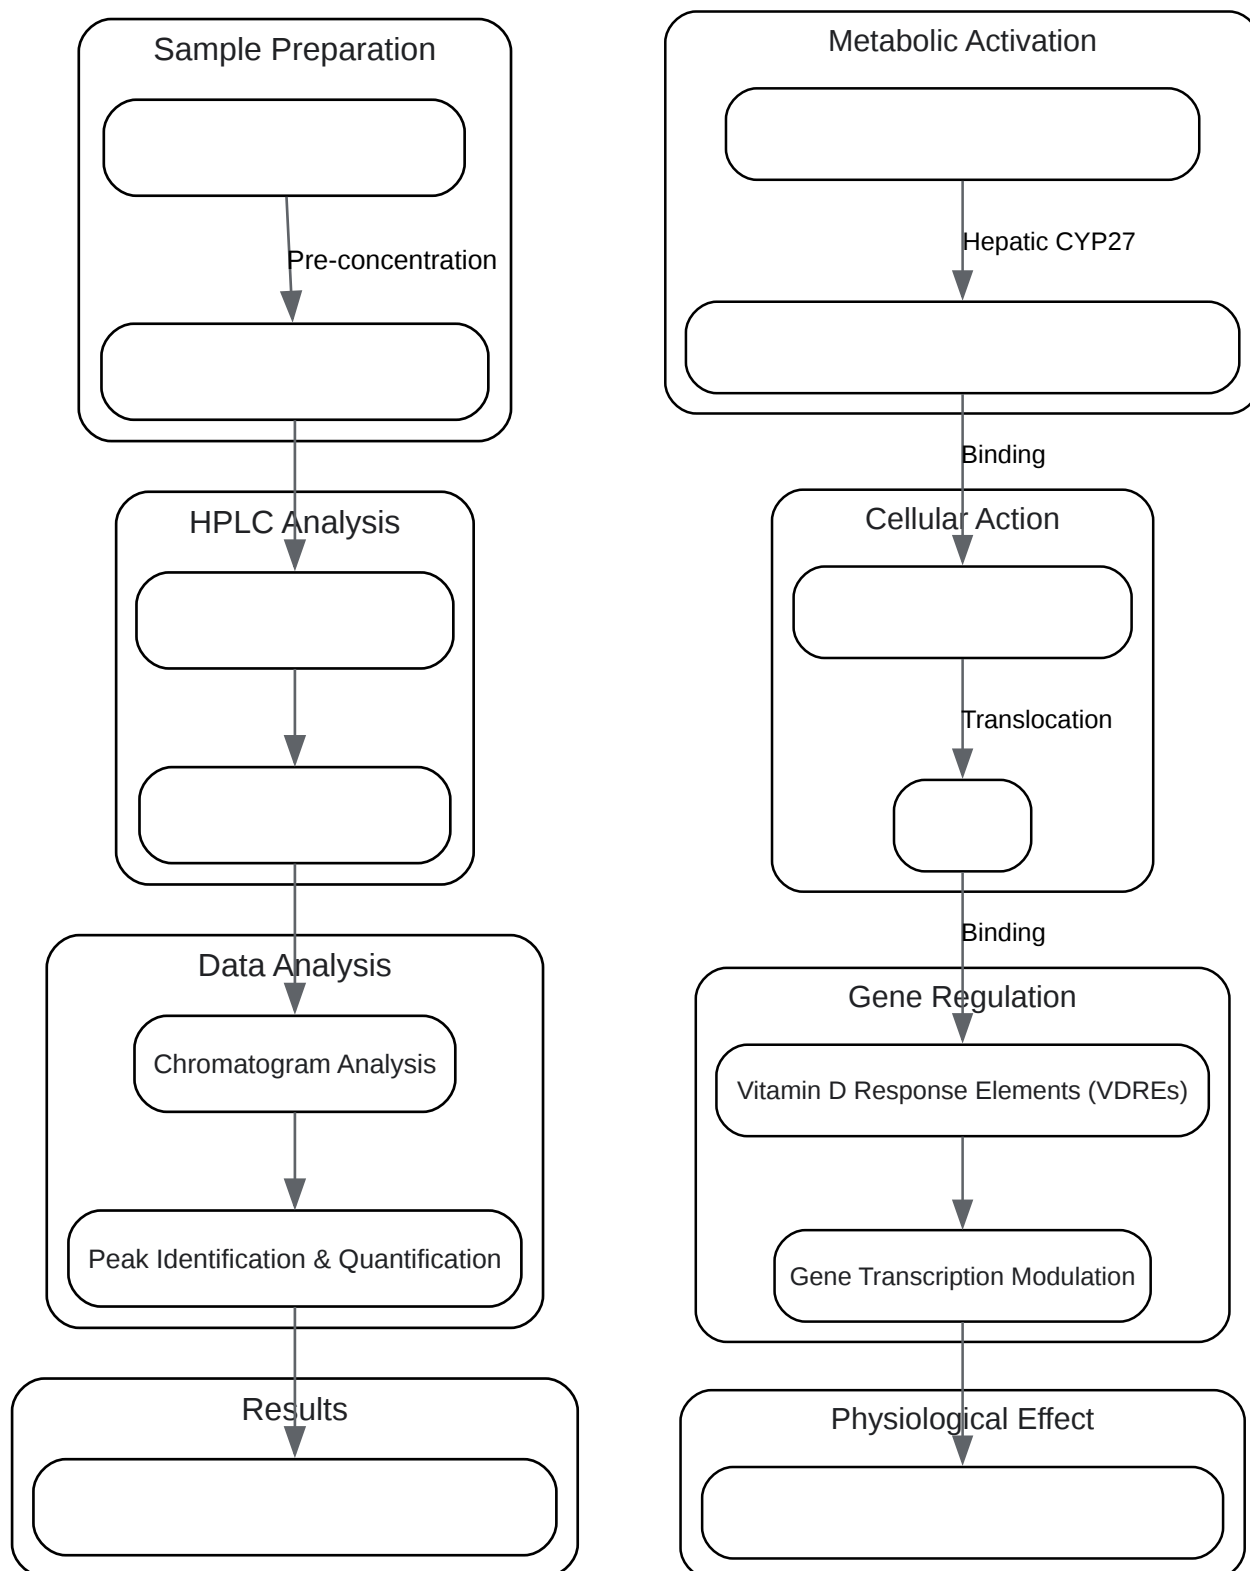 Sample Preparation
Pre-concentration
HPLC Analysis
Data Analysis
Chromatogram Analysis
Peak Identification & Quantification
Results
Metabolic Activation
Hepatic CYP27
Binding
Cellular Action
Translocation
Binding
Gene Regulation
Vitamin D Response Elements (VDREs)
Gene Transcription Modulation
Physiological Effect